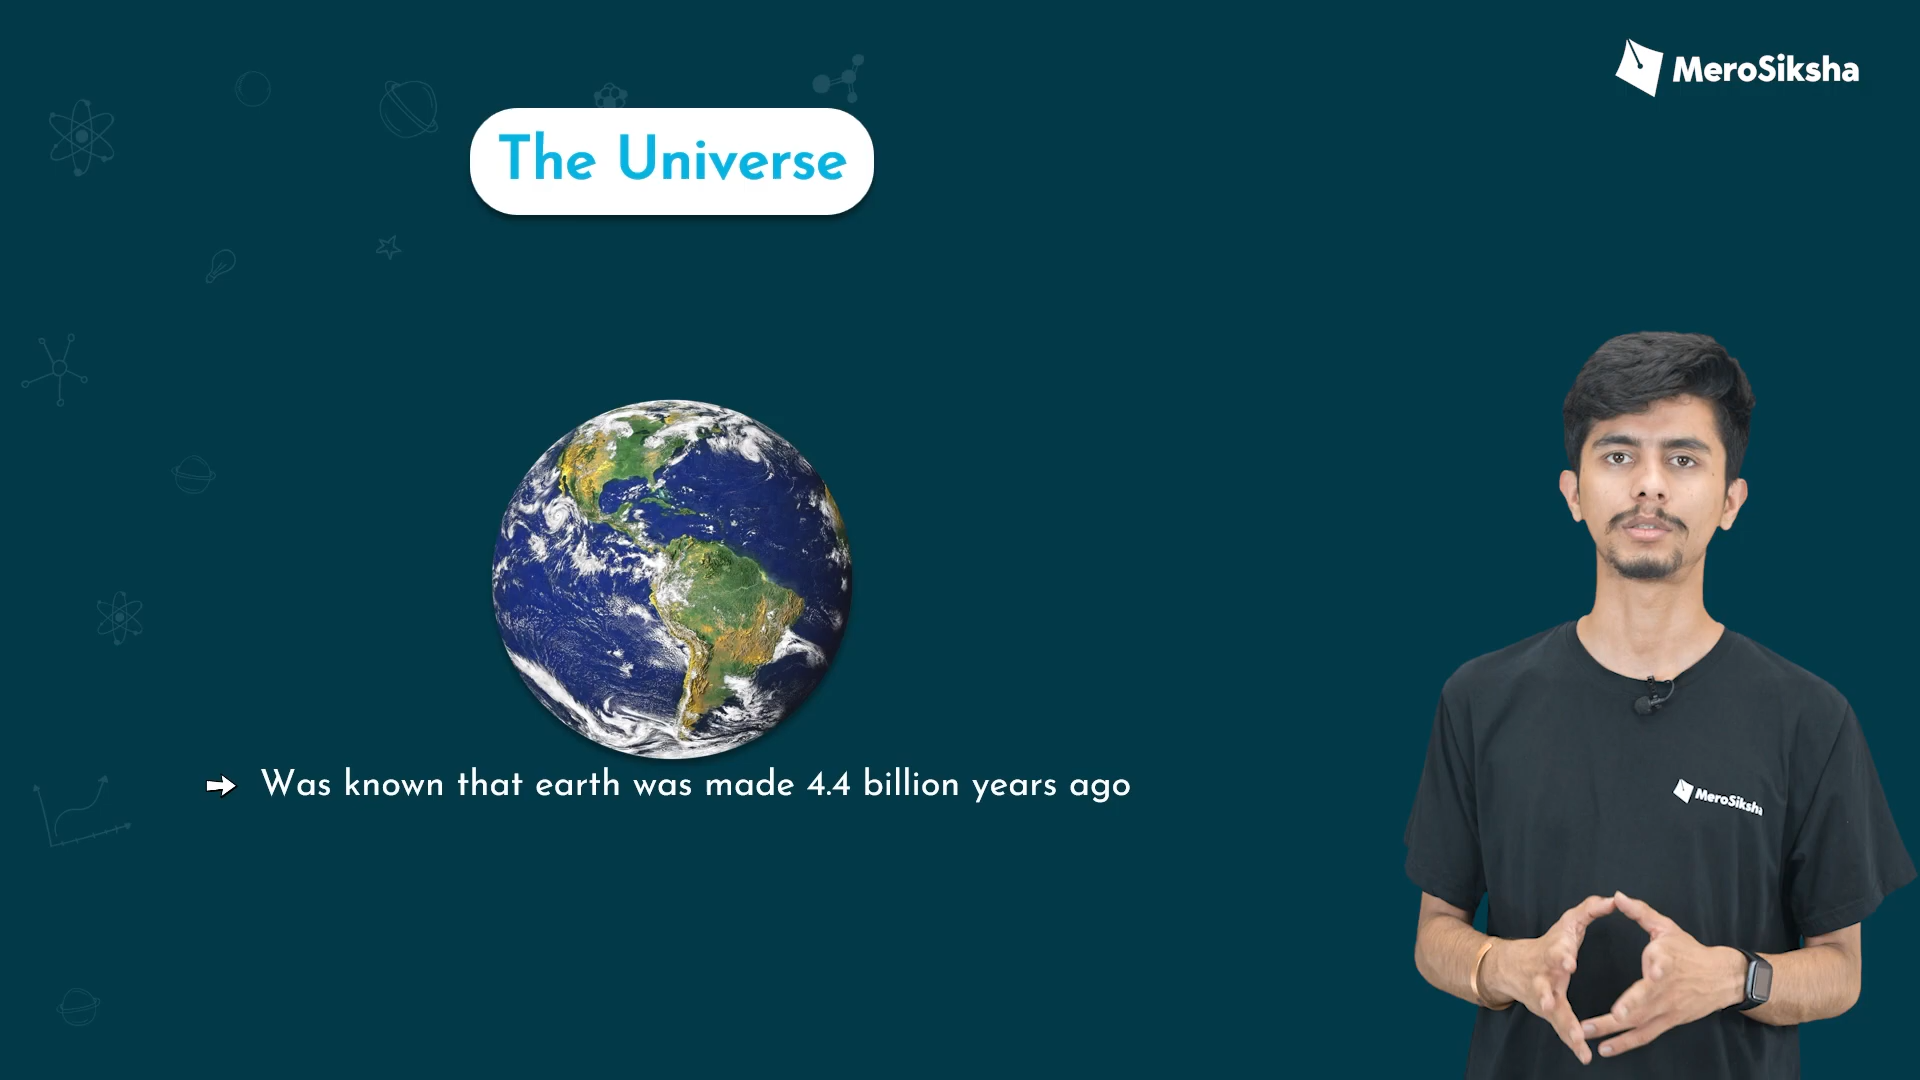 MeroSiksha
The Universe
Was known that earth was made 4.4 billion years ago
MeroSiksha